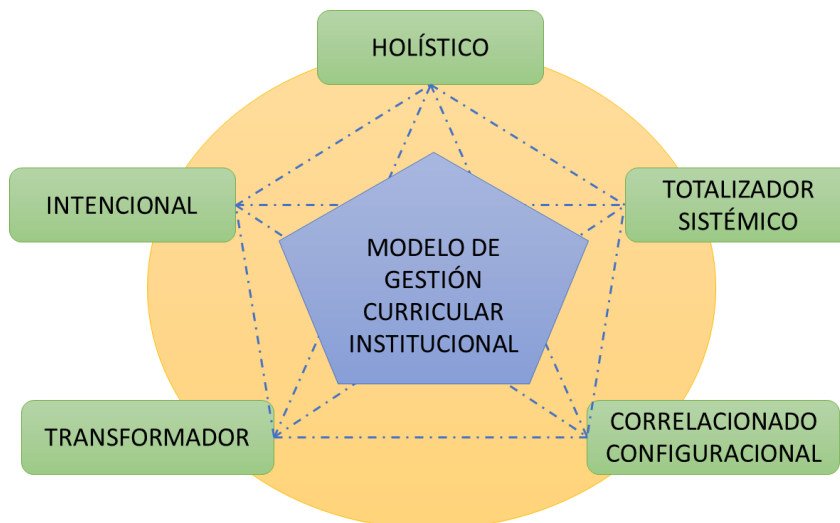 HOLÍSTICO
INTENCIONAL
TOTALIZADOR
SISTÉMICO
MODELO DE
GESTIÓN
CURRICULAR
INSTITUCIONAL
TRANSFORMADOR
CORRELACIONADO
CONFIGURACIONAL